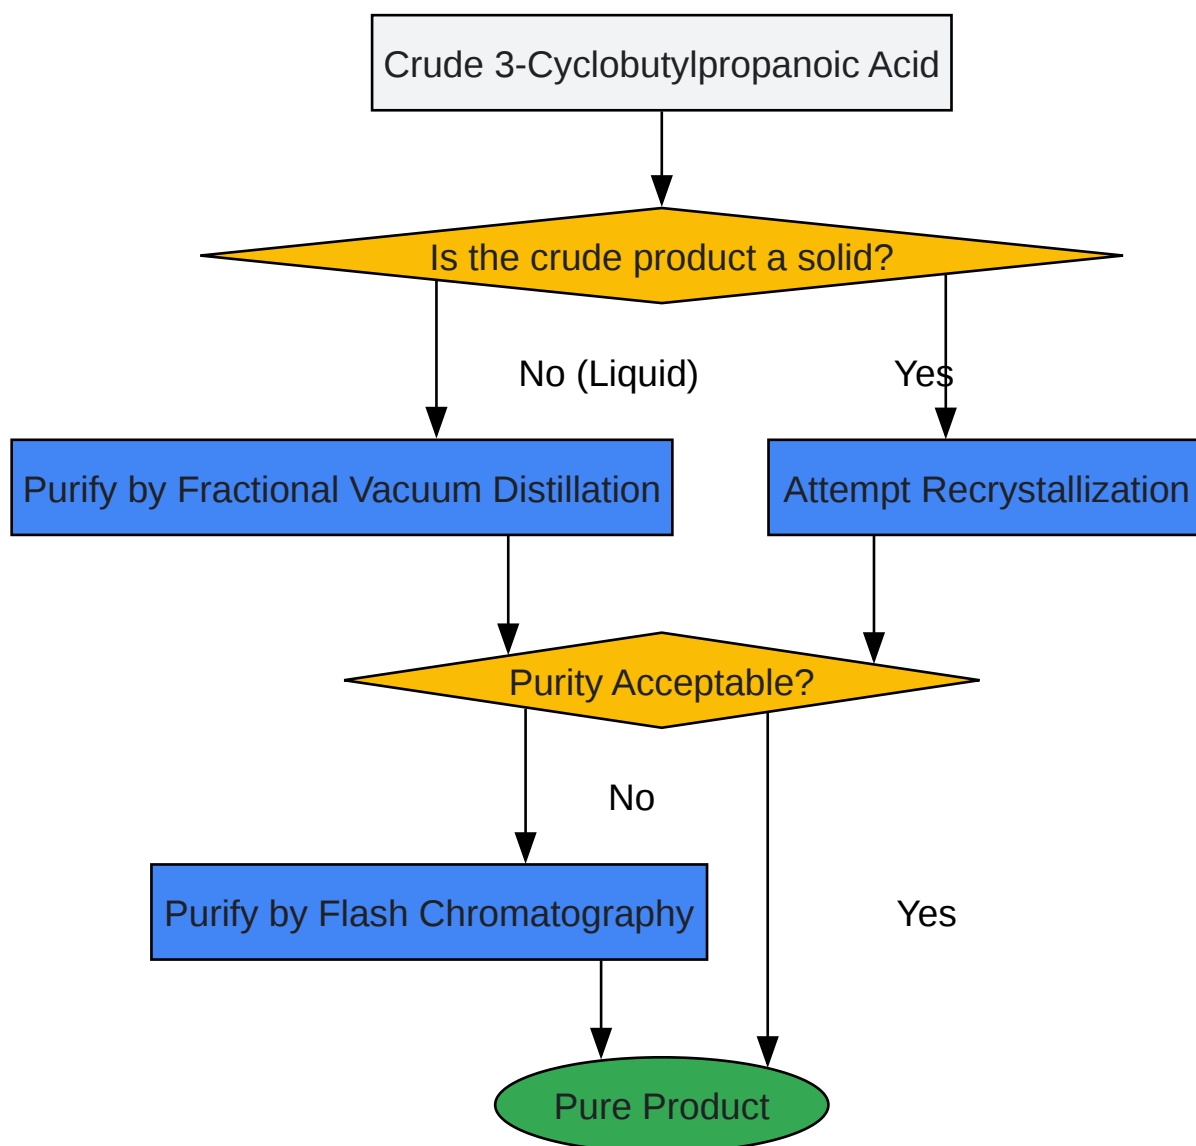 Crude 3-Cyclobutylpropanoic Acid
Is the crude product a solid?
No (Liquid)
Yes
Purify by Fractional Vacuum Distillation
Attempt Recrystallization
Purity Acceptable?
No
Purify by Flash Chromatography
Yes
Pure Product